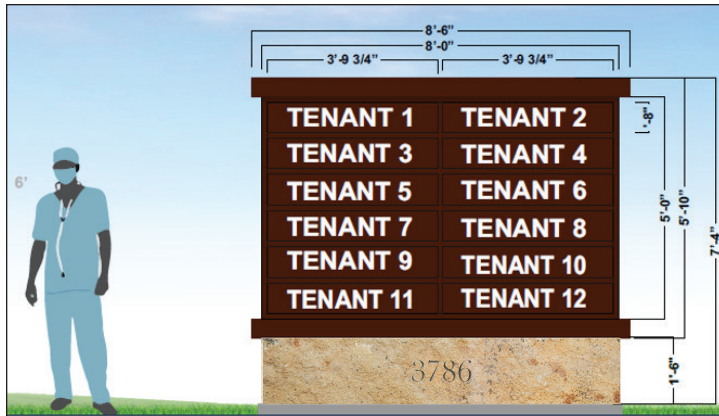 8'-6"
8'-0"
3'-9 3/4" 3'-9 3/4"
TENANT 1 TENANT 2
'-8"
TENANT 3 TENANT 4
6'
TENANT 5 TENANT 6
5'-0"
5'-10"
7'-4"
TENANT 7 TENANT 8
TENANT 9 TENANT 10
TENANT 11 TENANT 12
3786
1'-6"